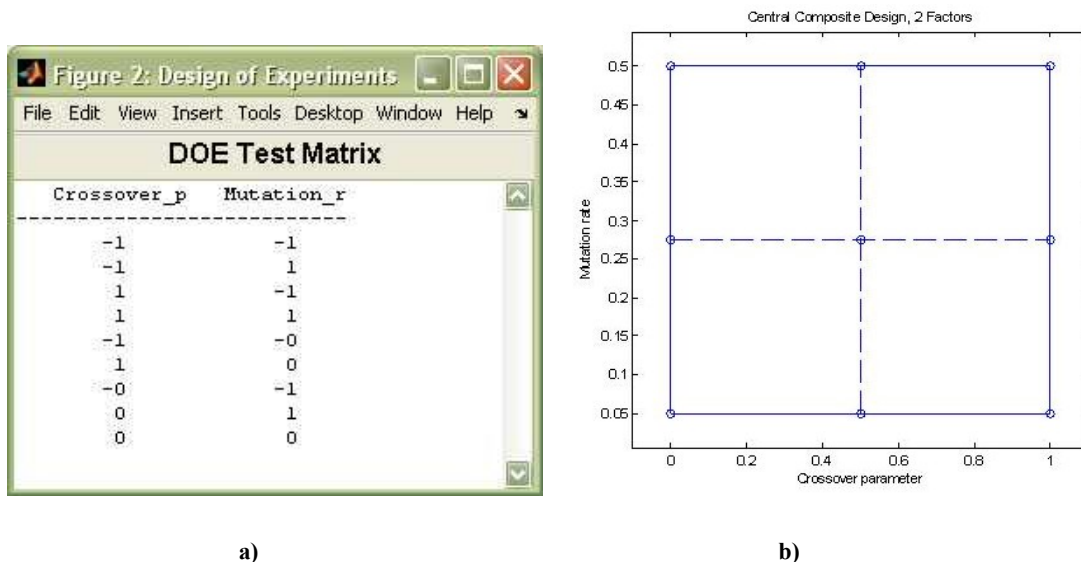 Figure 2: Design of Experiments
File Edit View Insert Tools Desktop Window Help
DOE Test Matrix
Crossover_p Mutation_r
-1 -1
-1 1
1 -1
1 1
-1 -0
1 0
-0 -1
0 1
0 0
a)
Central Composite Design, 2 Factors
Mutation rate
0.5
0.45
0.4
0.35
0.3
0.25
0.2
0.15
0.1
0.05
0 0.2 0.4 0.6 0.8 1
Crossover parameter
b)